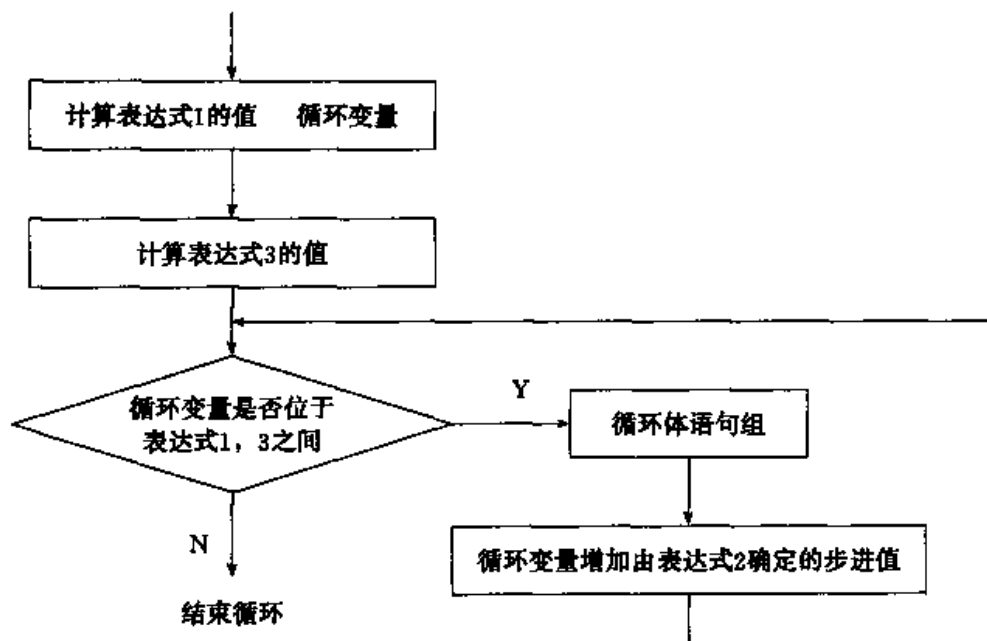 计算表达式1的值 循环变量
计算表达式3的值
循环变量是否位于
表达式1，3之间
Y
循环体语句组
N
循环变量增加由表达式2确定的步进值
结束循环